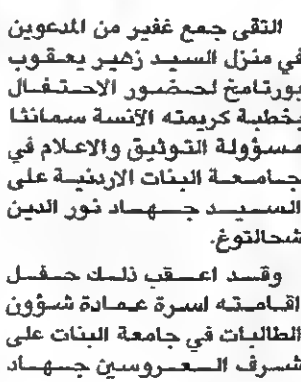 التقى جمع غفير من المدعوين
في منزل السيد زهير يعقوب
بورتامخ لحضور الاحتفال
بخطبة كريمته الآنسة سمانثا
مسؤولة التوثيق والاعلام في
جامعة البنات الاردنية على
السيد جهاد نور الدين
شحالتوغ.
وقد اعقب ذلك حفل
اقامته اسرة عمادة شؤون
الطالبات في جامعة البنات على
شرف العروسين جهاد